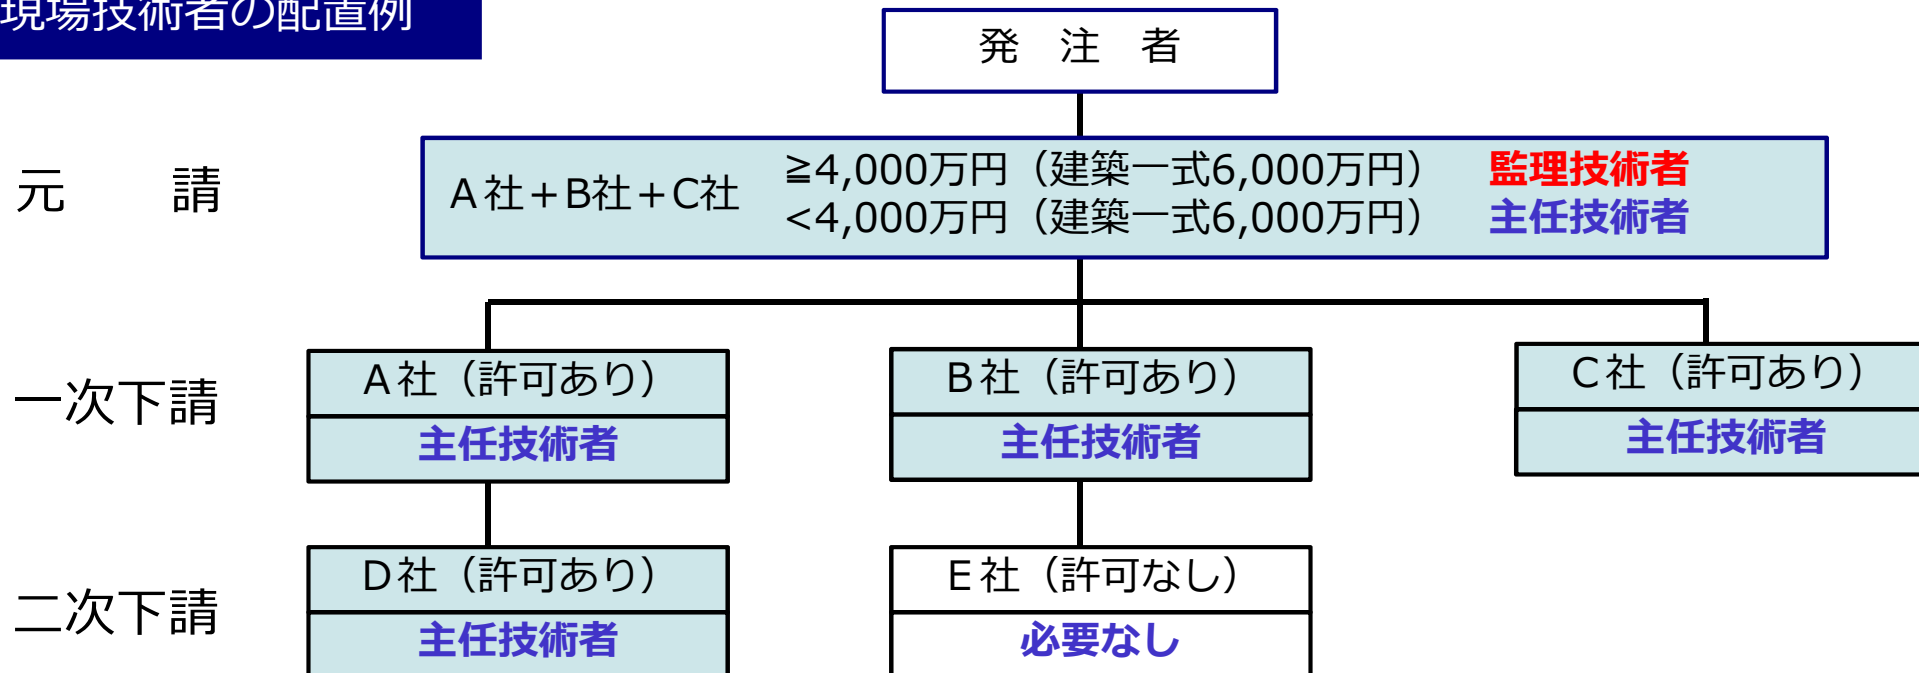 現場技術者の配置例
発　注　者
元　　請
A社＋B社＋C社
≧4,000万円（建築一式6,000万円）　監理技術者
<4,000万円（建築一式6,000万円）　主任技術者
一次下請
A社（許可あり）
主任技術者
B社（許可あり）
主任技術者
C社（許可あり）
主任技術者
二次下請
D社（許可あり）
主任技術者
E社（許可なし）
必要なし